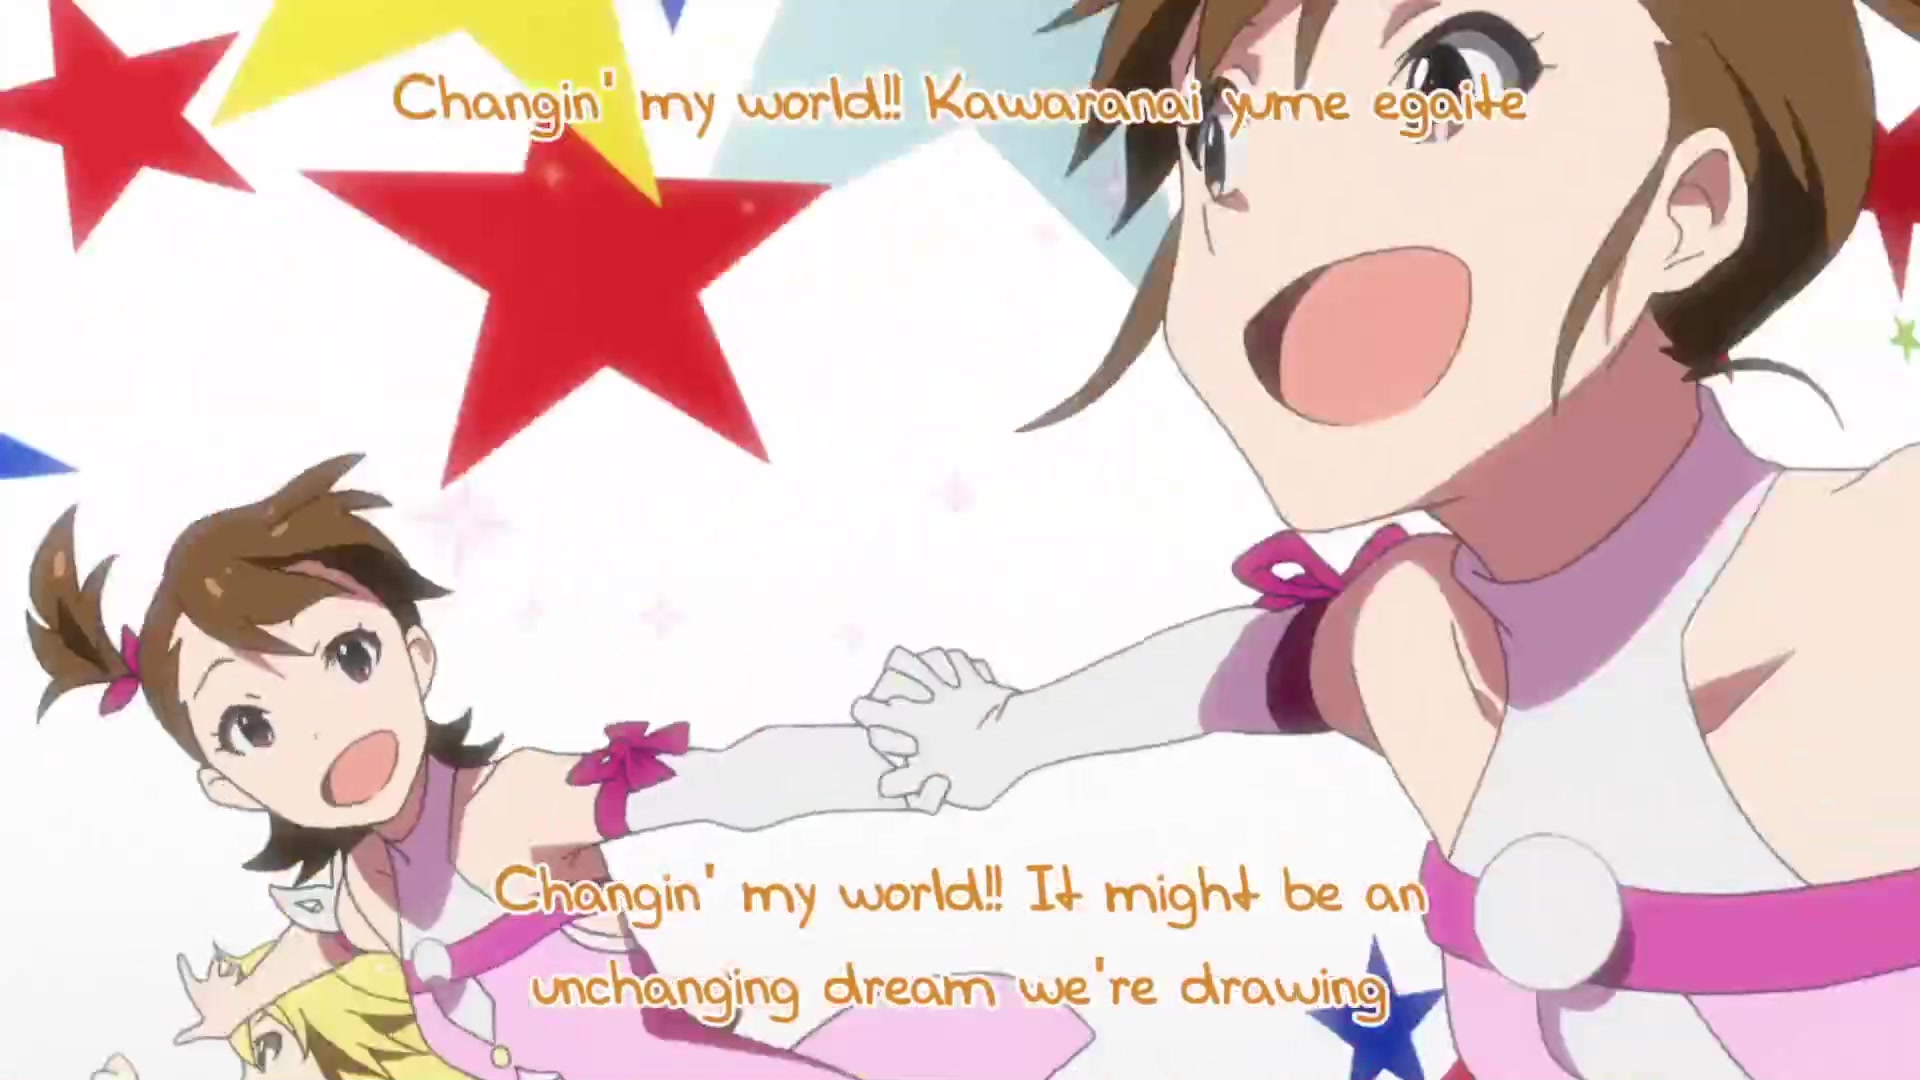 Changin' my world!! Kawaranai yume egaite
Changin' my world!! It might be an
unchanging dream we're drawing